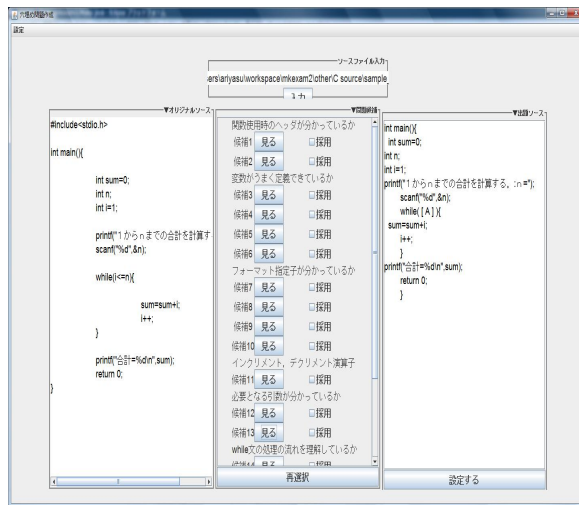 穴埋め問題作成
設定
ソースファイル入力
ers\ariyasu\workspace\mkexam2\other\C source\sample_
入力
▼オリジナルソース
#include<stdio.h>
int main(){
int sum=0;
int n;
int i=1;
printf("１からｎまでの合計を計算す
scanf("%d",&n);
while(i<=n){
sum=sum+i;
i++;
}
printf("合計=%d\n",sum);
return 0;
}
▼問題候補
関数使用時のヘッダが分かっているか
候補1 見る 採用
候補2 見る 採用
変数がうまく定義できているか
候補3 見る 採用
候補4 見る 採用
候補5 見る 採用
候補6 見る 採用
フォーマット指定子が分かっているか
候補7 見る 採用
候補8 見る 採用
候補9 見る 採用
候補10 見る 採用
インクリメント，デクリメント演算子
候補11 見る 採用
必要となる引数が分かっているか
候補12 見る 採用
候補13 見る 採用
while文の処理の流れを理解しているか
候補14 見る 採用
再選択
▼出題ソース
int main(){
int sum=0;
int n;
int i=1;
printf("１からｎまでの合計を計算する。:n =");
scanf("%d",&n);
while( [ A ] ){
sum=sum+i;
i++;
}
printf("合計=%d\n",sum);
return 0;
}
設定する